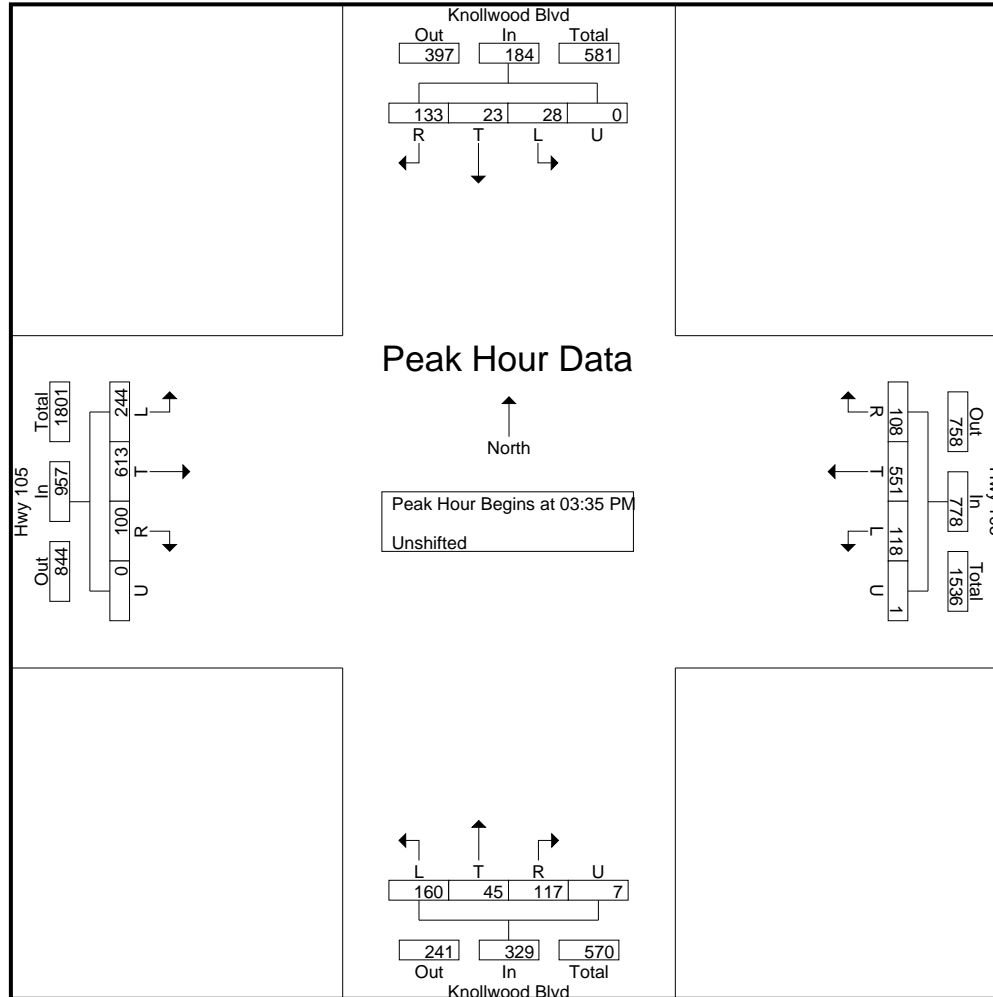 Knollwood Blvd
Out In Total
397 184 581
133 23 28 0
R T L U
Peak Hour Data
North
Peak Hour Begins at 03:35 PM
Unshifted
Hwy 105
Total In Out
1801 957 844
244 613 100 0
L T R U
Out In Total
758 778 1536
108 551 118 1
R T L U
L T R U
160 45 117 7
241 329 570
Out In Total
Knollwood Blvd